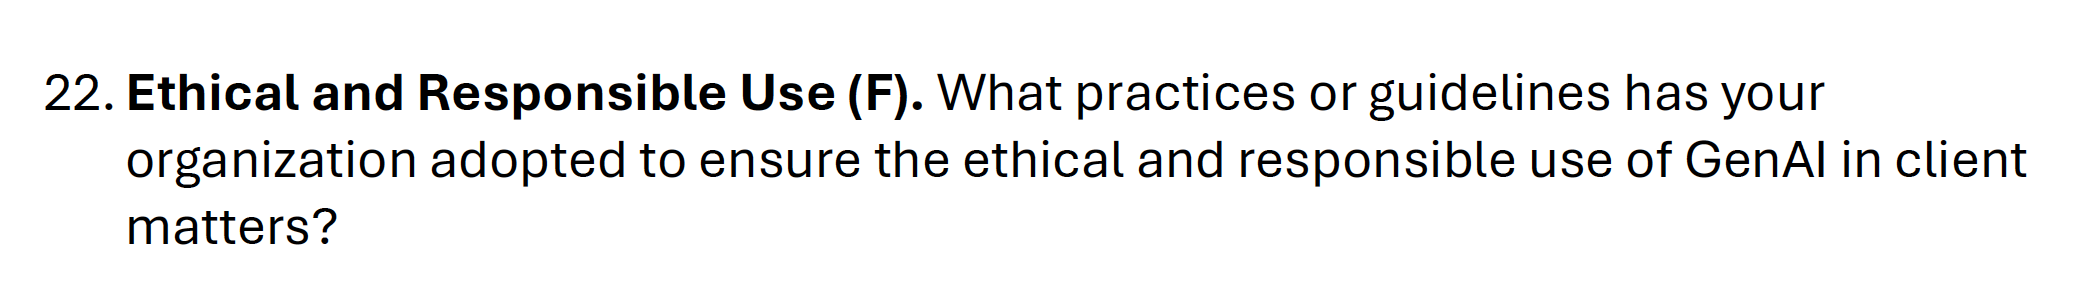 22. Ethical and Responsible Use (F). What practices or guidelines has your
organization adopted to ensure the ethical and responsible use of GenAI in client
matters?